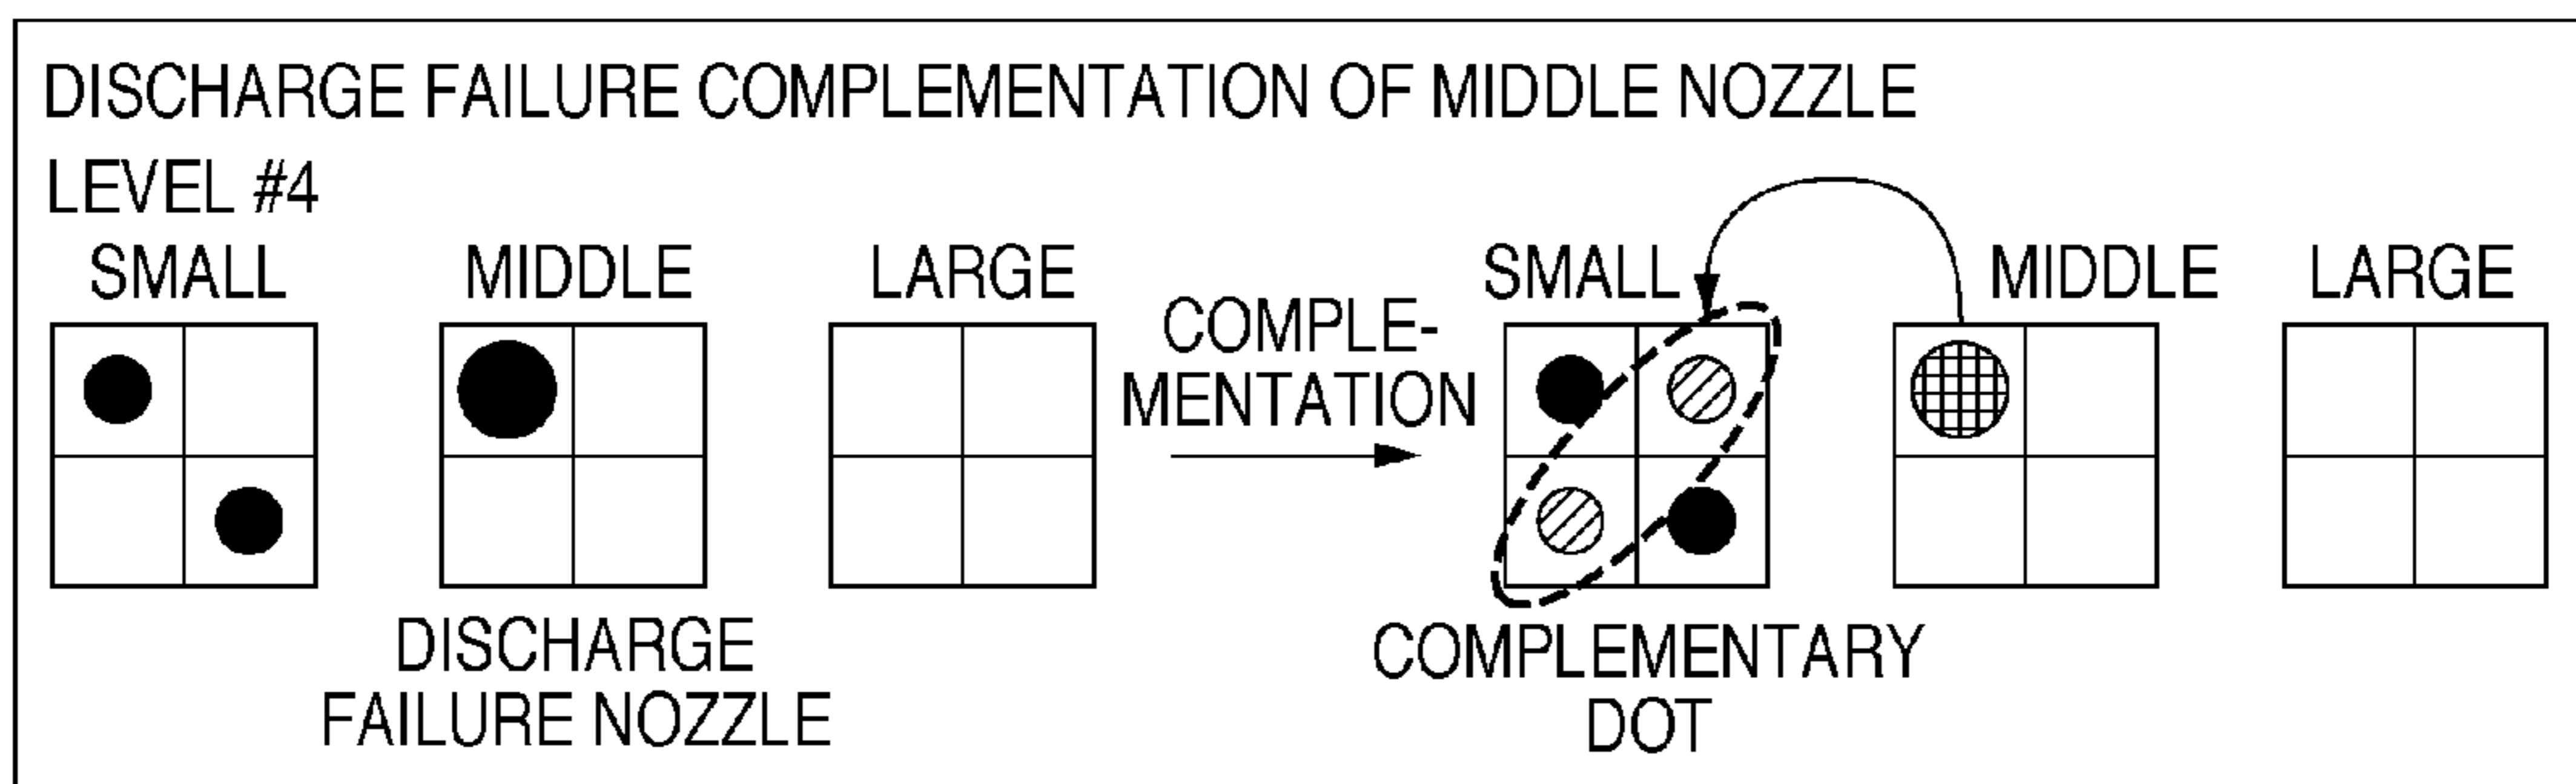 DISCHARGE FAILURE COMPLEMENTATION OF MIDDLE NOZZLE
LEVEL #4
SMALL MIDDLE LARGE
COMPLE-
MENTATION
SMALL MIDDLE LARGE
DISCHARGE
FAILURE NOZZLE
COMPLEMENTARY
DOT